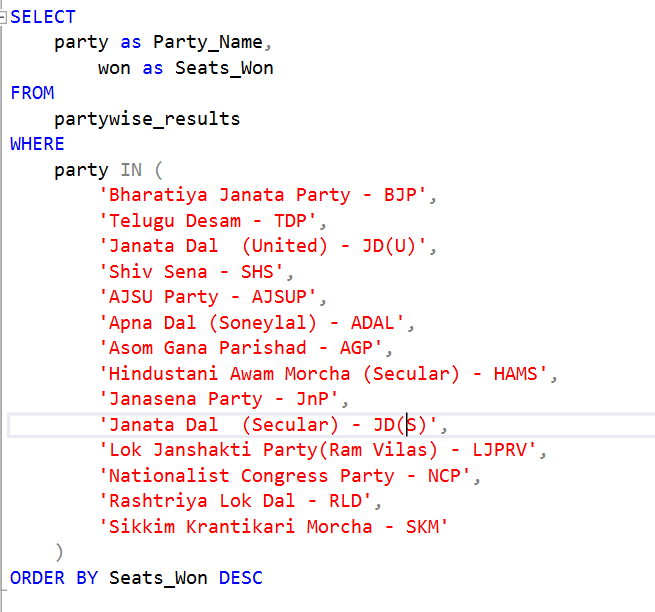 SELECT
    party as Party_Name,
        won as Seats_Won
FROM
    partywise_results
WHERE
    party IN (
        'Bharatiya Janata Party - BJP',
        'Telugu Desam - TDP',
        'Janata Dal  (United) - JD(U)',
        'Shiv Sena - SHS',
        'AJSU Party - AJSUP',
        'Apna Dal (Soneylal) - ADAL',
        'Asom Gana Parishad - AGP',
        'Hindustani Awam Morcha (Secular) - HAMS',
        'Janasena Party - JnP',
        'Janata Dal  (Secular) - JD(S)',
        'Lok Janshakti Party(Ram Vilas) - LJPRV',
        'Nationalist Congress Party - NCP',
        'Rashtriya Lok Dal - RLD',
        'Sikkim Krantikari Morcha - SKM'
    )
ORDER BY Seats_Won DESC